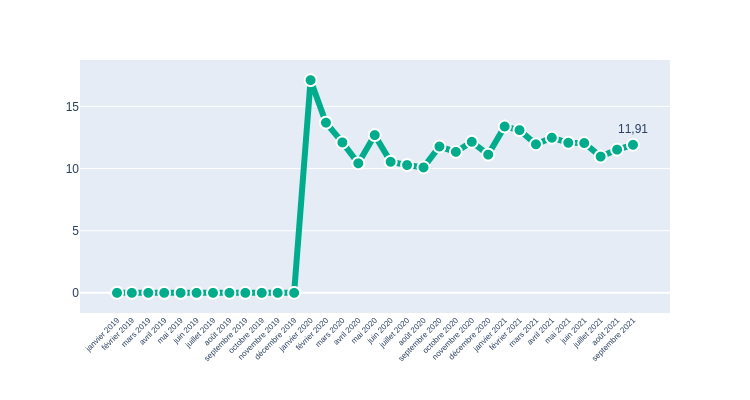 15
10
5
0
11,91
janvier 2019
février 2019
mars 2019
avril 2019
mai 2019
juin 2019
juillet 2019
août 2019
septembre 2019
octobre 2019
novembre 2019
décembre 2019
janvier 2020
février 2020
mars 2020
avril 2020
mai 2020
juin 2020
juillet 2020
août 2020
septembre 2020
octobre 2020
novembre 2020
décembre 2020
janvier 2021
février 2021
mars 2021
avril 2021
mai 2021
juin 2021
juillet 2021
août 2021
septembre 2021